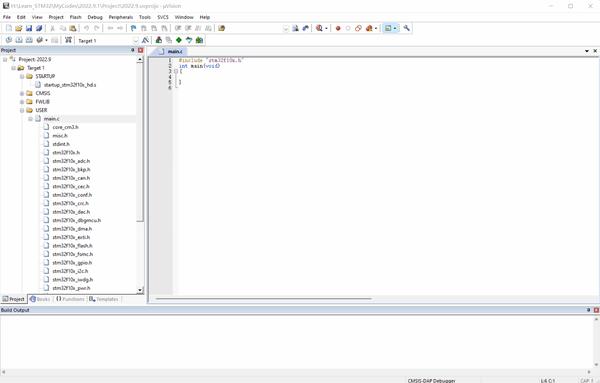 H:\Learn_STM32\MyCodes\2022.9.1\Project\2022.9.uvprojx - µVision
File Edit View Project Flash Debug Peripherals Tools SVCS Window Help
Target 1
Project
main.c
Project: 2022.9
Target 1
STARTUP
startup_stm32f10x_hd.s
CMSIS
FWLIB
USER
main.c
core_cm3.h
misc.h
stdint.h
stm32f10x.h
stm32f10x_adc.h
stm32f10x_bkp.h
stm32f10x_can.h
stm32f10x_cec.h
stm32f10x_conf.h
stm32f10x_crc.h
stm32f10x_dac.h
stm32f10x_dbgmcu.h
stm32f10x_dma.h
stm32f10x_exti.h
stm32f10x_flash.h
stm32f10x_fsmc.h
stm32f10x_gpio.h
stm32f10x_i2c.h
stm32f10x_iwdg.h
stm32f10x_pwr.h
1 #include "stm32f10x.h"
2 int main(void)
3 {
4
5 }
6
Project Books {} Functions Templates
Build Output
CMSIS-DAP Debugger L:4 C:1 CAP